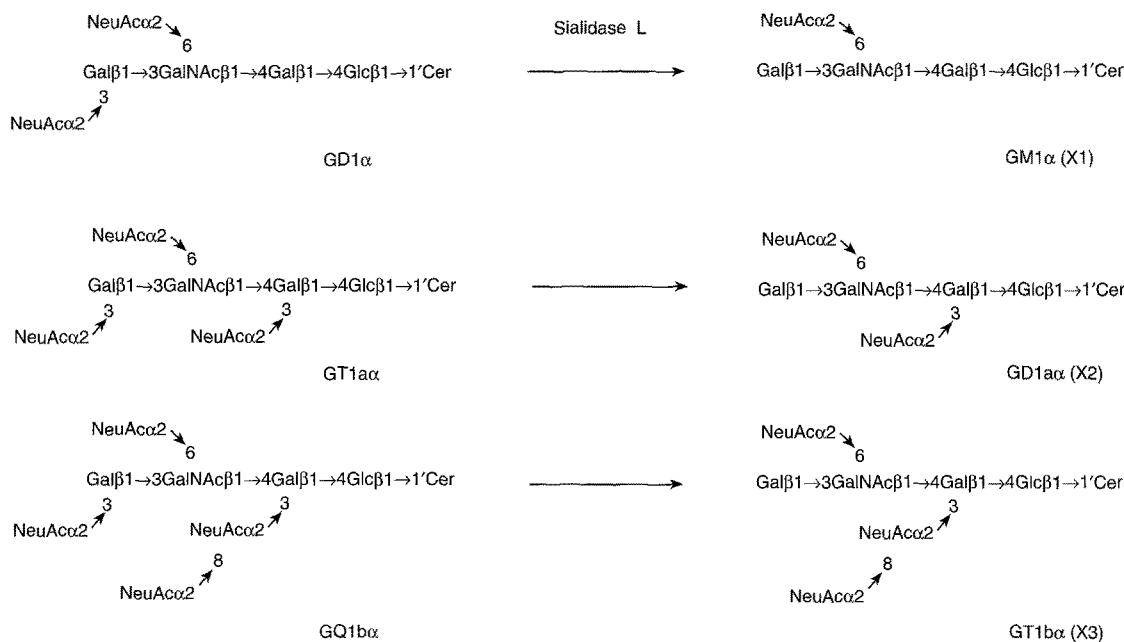 NeuAcα2
6
Galβ1→3GalNAcβ1→4Galβ1→4Glcβ1→1′Cer
3
NeuAcα2
GD1α
Sialidase L
NeuAcα2
6
Galβ1→3GalNAcβ1→4Galβ1→4Glcβ1→1′Cer
GM1α (X1)
NeuAcα2
6
Galβ1→3GalNAcβ1→4Galβ1→4Glcβ1→1′Cer
3 3
NeuAcα2 NeuAcα2
GT1aα
NeuAcα2
6
Galβ1→3GalNAcβ1→4Galβ1→4Glcβ1→1′Cer
3
NeuAcα2
GD1aα (X2)
NeuAcα2
6
Galβ1→3GalNAcβ1→4Galβ1→4Glcβ1→1′Cer
3 3
NeuAcα2 NeuAcα2
8
NeuAcα2
GQ1bα
NeuAcα2
6
Galβ1→3GalNAcβ1→4Galβ1→4Glcβ1→1′Cer
3
NeuAcα2
8
NeuAcα2
GT1bα (X3)